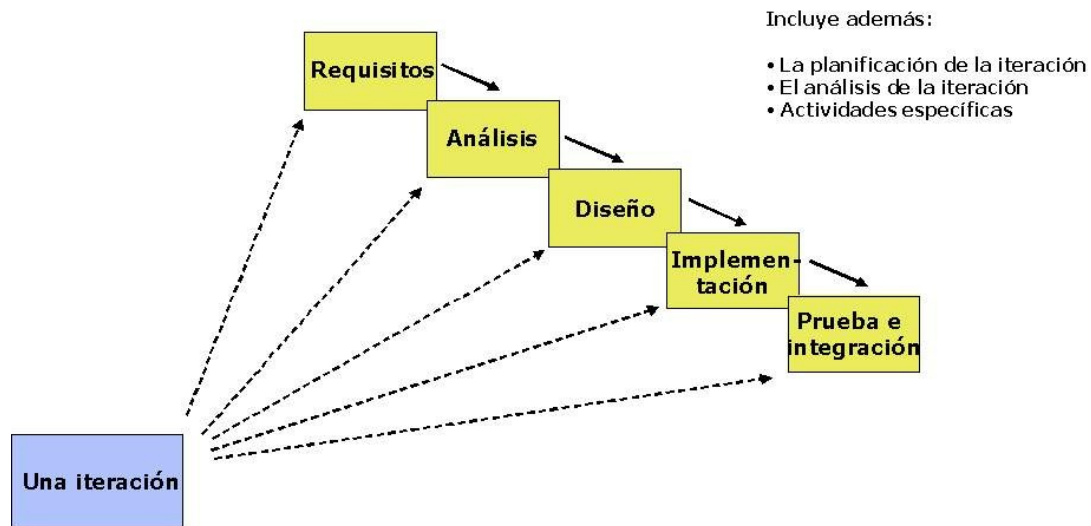 Incluye además:
• La planificación de la iteración
• El análisis de la iteración
• Actividades específicas
Requisitos
Análisis
Diseño
Implemen-
tación
Prueba e
integración
Una iteración